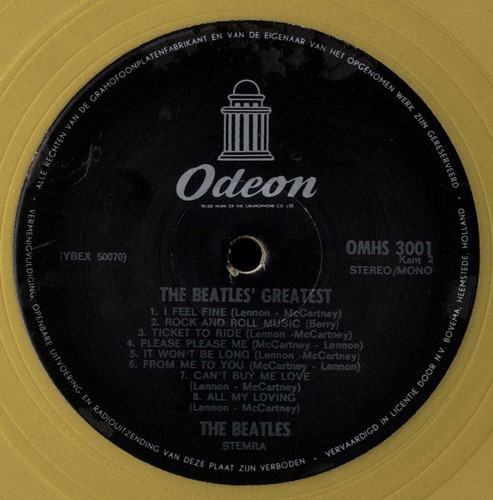 ALLE RECHTEN VAN DE GRAMOFOONPLATENFABRIKANT EN VAN DE EIGENAAR VAN HET OPGENOMEN WERK ZIJN GERESERVEERD
Odeon
TRADE MARK OF THE GRAMOPHONE CO LTD
(YBEX 50070)
OMHS 3001
Kant 2
STEREO/MONO
THE BEATLES' GREATEST
1. I FEEL FINE (Lennon - McCartney)
2. ROCK AND ROLL MUSIC (Berry)
3. TICKET TO RIDE (Lennon -McCartney)
4. PLEASE PLEASE ME (McCartney - Lennon)
5. IT WON'T BE LONG (Lennon - McCartney)
6. FROM ME TO YOU (McCartney - Lennon)
7. CAN'T BUY ME LOVE
(Lennon - McCartney)
8. ALL MY LOVING
(Lennon - McCartney)
THE BEATLES
STEMRA
VERMENIGVULDIGING, OPENBARE UITVOERING EN RADIOUITZENDING VAN DEZE PLAAT ZIJN VERBODEN - VERVAARDIGD IN LICENTIE DOOR N.V. BOVEMA, HEEMSTEDE, HOLLAND